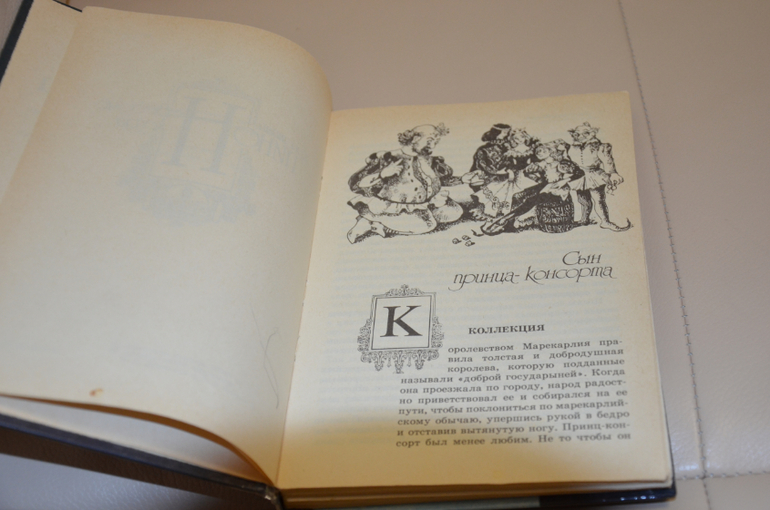 Сын
принца-консорта
КОЛЛЕКЦИЯ
Королевством Марекарлия пра-
вила толстая и добродушная
королева, которую подданные
называли «доброй государыней». Когда
она проезжала по городу, народ радост-
но приветствовал ее и собирался на ее
пути, чтобы поклониться по марекарлий-
скому обычаю, упершись рукой в бедро
и отставив вытянутую ногу. Принц-кон-
сорт был менее любим. Не то чтобы он